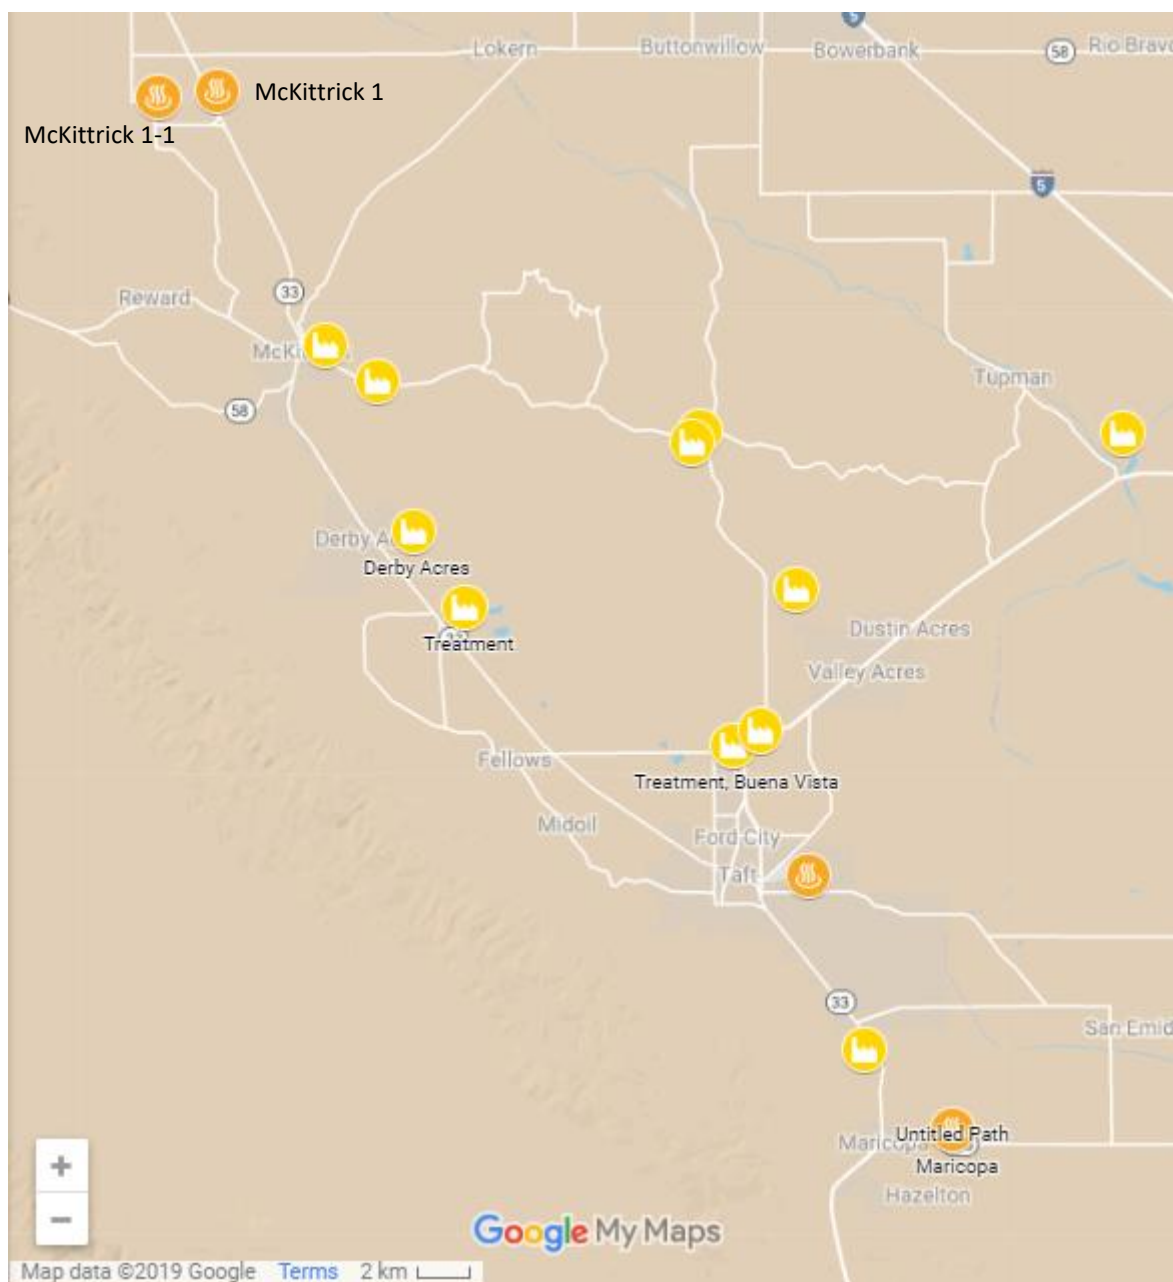 5
Lokern
Buttonwillow
Bowerbank
58
Rio Bravo
McKittrick 1
McKittrick 1-1
5
Reward
33
Tupman
58
Derby Acres
Treatment
Dustin Acres
Valley Acres
Fellows
Treatment, Buena Vista
Midoil
Ford City
Taft
33
San Emid
Untitled Path
Maricopa
Maricopa
Hazelton
+
−
Google My Maps
Map data ©2019 Google Terms 2 km